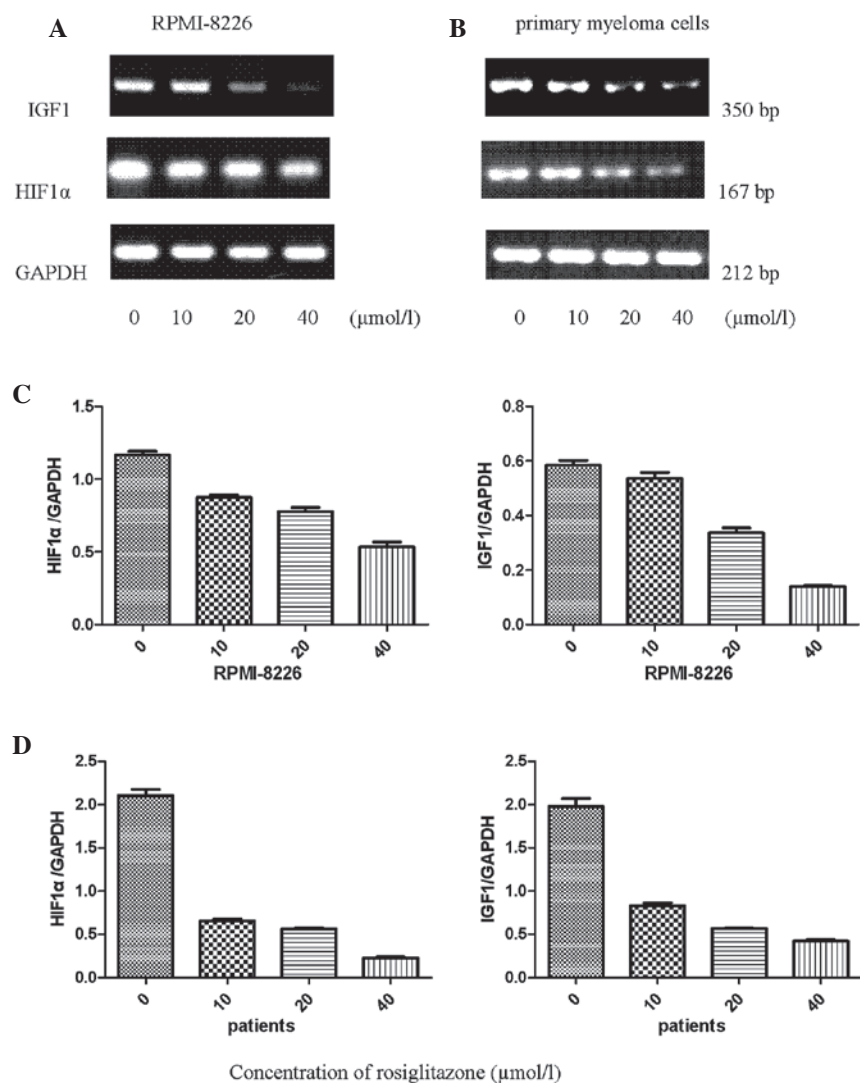 A RPMI-8226 B primary myeloma cells
IGF1 350 bp
HIF1α 167 bp
GAPDH 212 bp
0 10 20 40 (μmol/l) 0 10 20 40 (μmol/l)
C
HIF1α /GAPDH
1.5
1.0
0.5
0.0
0 10 20 40
RPMI-8226
IGF1/GAPDH
0.8
0.6
0.4
0.2
0.0
0 10 20 40
RPMI-8226
D
HIF1α /GAPDH
2.5
2.0
1.5
1.0
0.5
0.0
0 10 20 40
patients
IGF1/GAPDH
2.5
2.0
1.5
1.0
0.5
0.0
0 10 20 40
patients
Concentration of rosiglitazone (μmol/l)